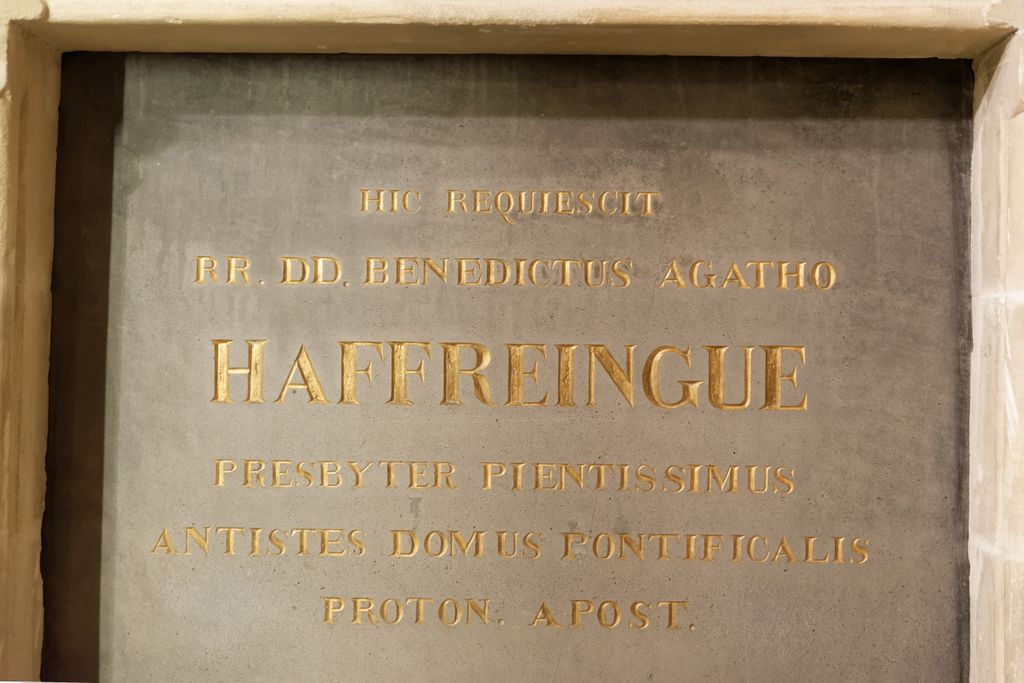 HIC REQUIESCIT
RR. DD. BENEDICTUS AGATHO
HAFFREINGUE
PRESBYTER PIENTISSIMUS
ANTISTES DOMUS PONTIFICALIS
PROTON. APOST.